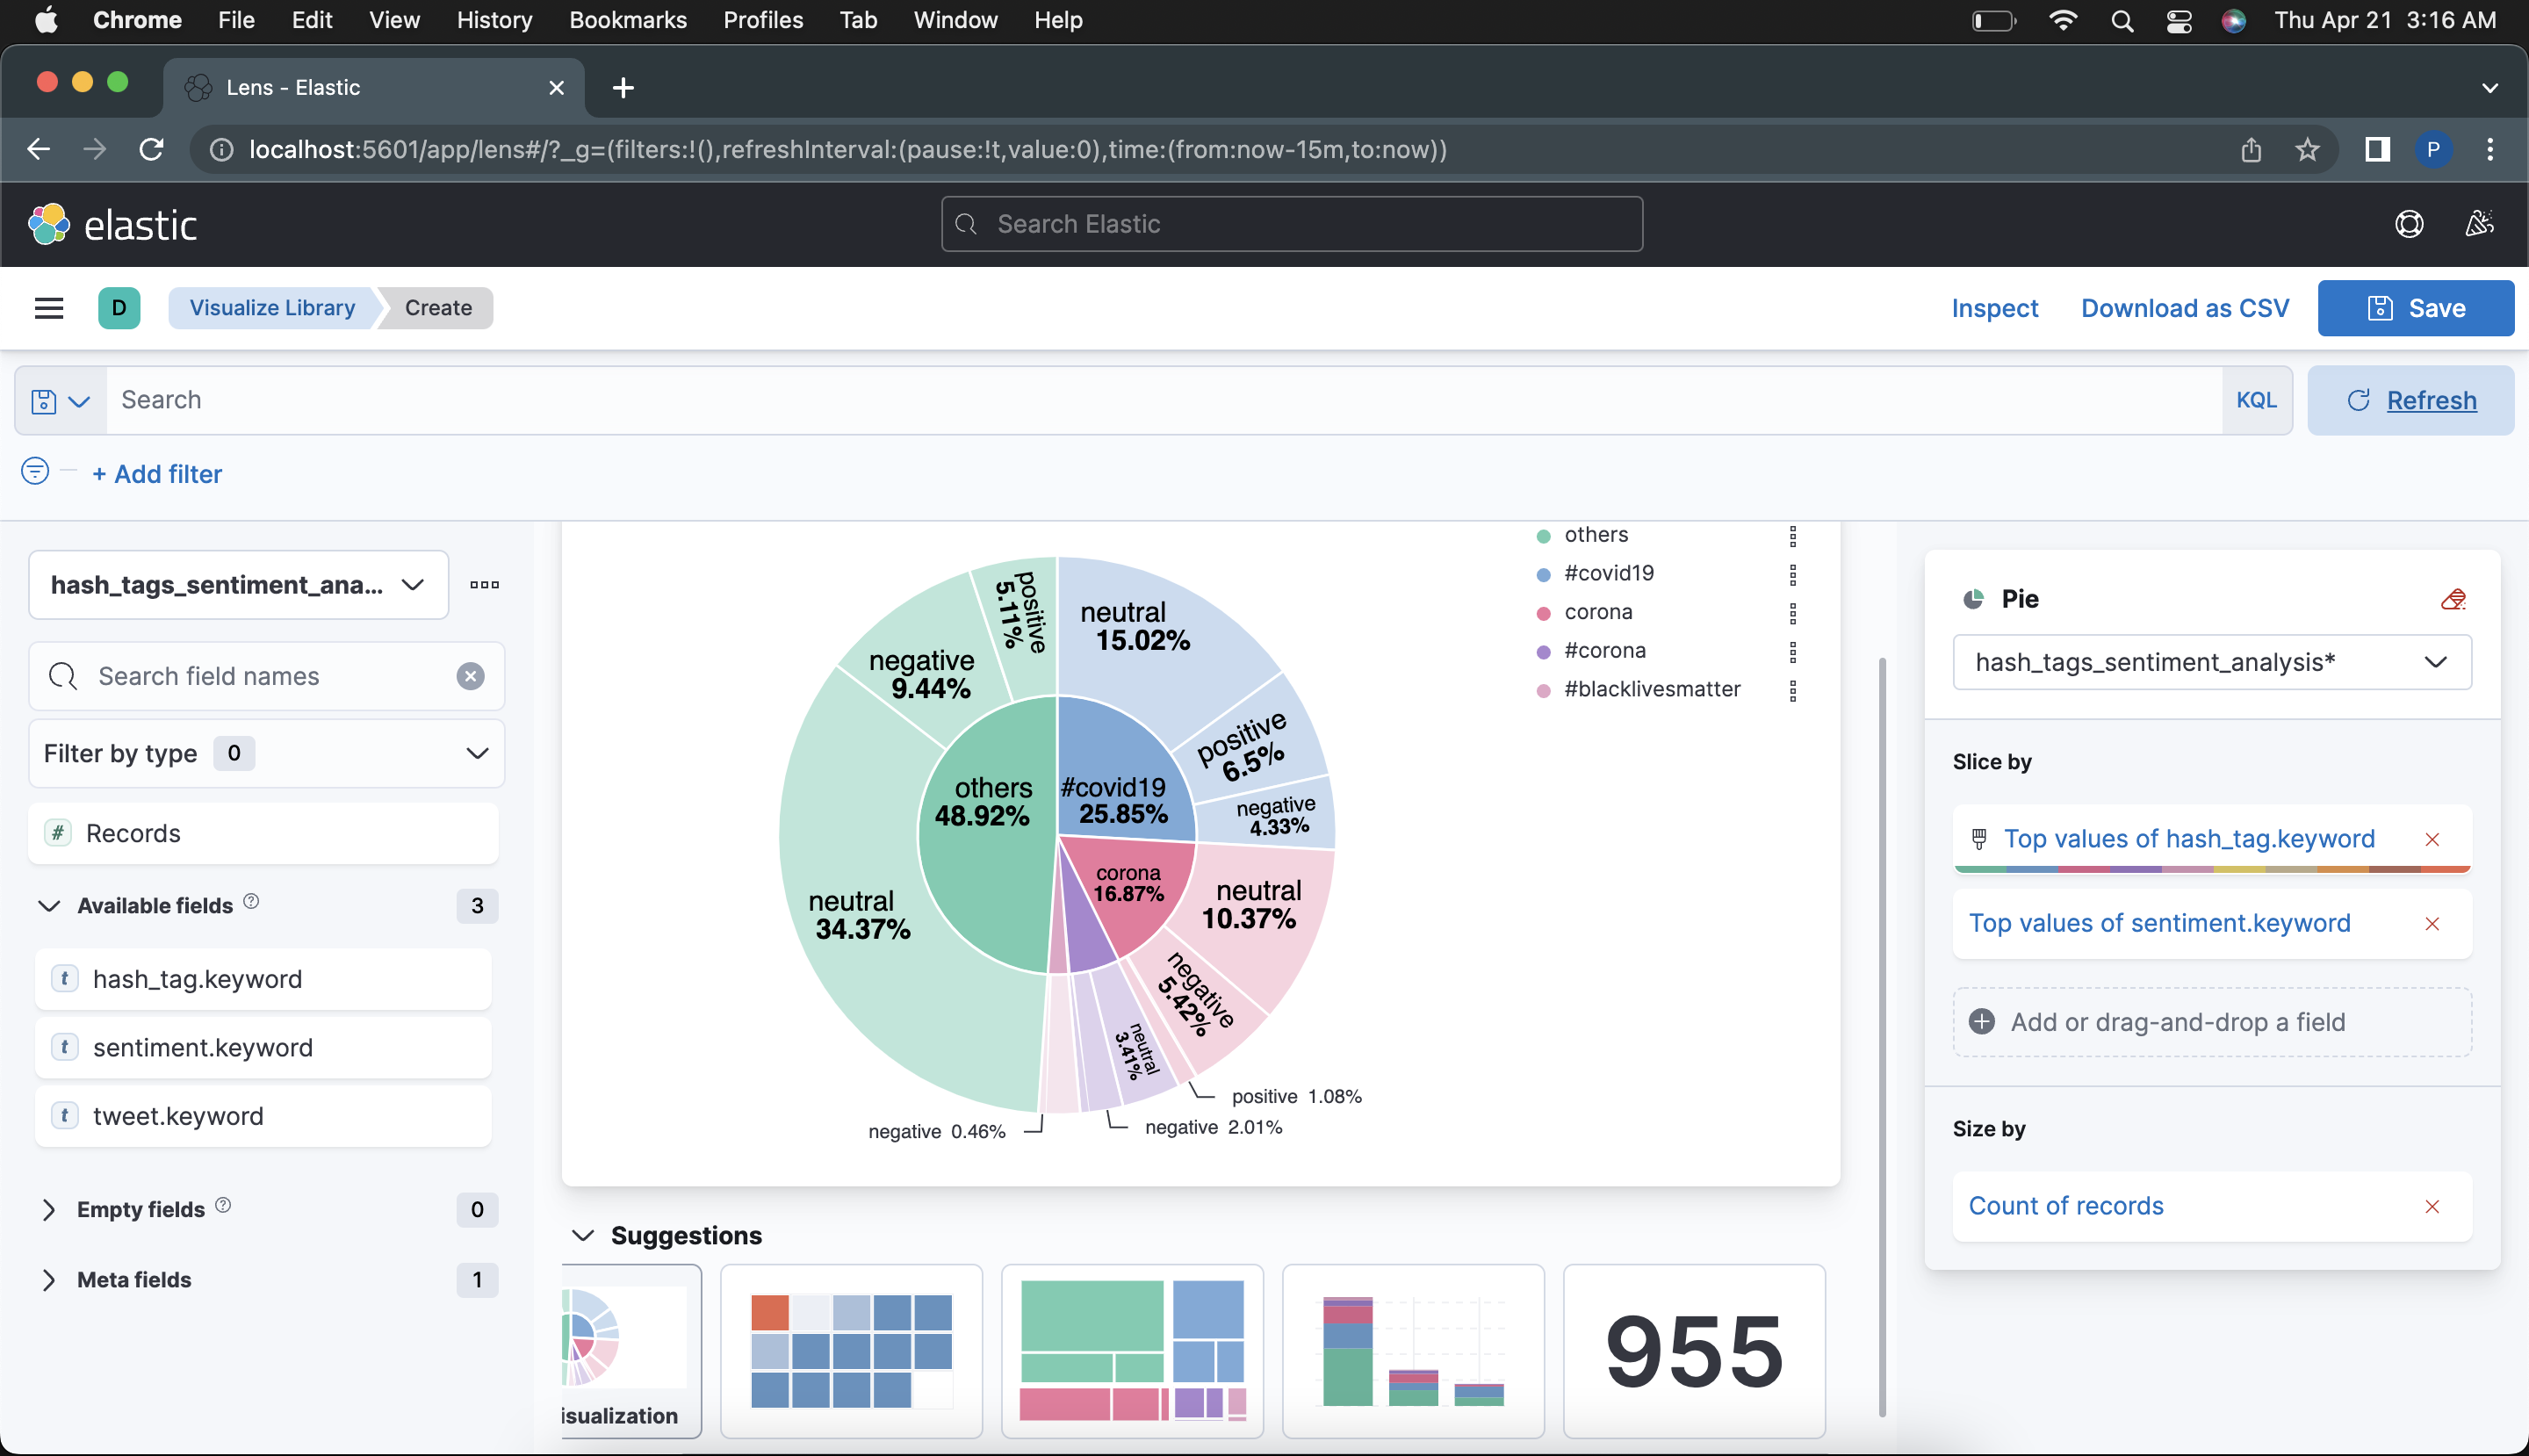 Chrome File Edit View History Bookmarks Profiles Tab Window Help Thu Apr 21 3:16 AM
Lens - Elastic
localhost:5601/app/lens#/?_g=(filters:!(),refreshInterval:(pause:!t,value:0),time:(from:now-15m,to:now))
P
elastic
Search Elastic
D
Visualize Library
Create
Inspect
Download as CSV
Save
Search
KQL
Refresh
+ Add filter
hash_tags_sentiment_ana...
Search field names
Filter by type 0
# Records
Available fields 3
t hash_tag.keyword
t sentiment.keyword
t tweet.keyword
Empty fields 0
Meta fields 1
others
#covid19
corona
#corona
#blacklivesmatter
positive
5.11%
neutral
15.02%
negative
9.44%
positive
6.5%
others
48.92%
#covid19
25.85%
negative
4.33%
corona
16.87%
neutral
10.37%
neutral
34.37%
negative
5.42%
neutral
3.41%
positive 1.08%
negative 2.01%
negative 0.46%
Suggestions
isualization
955
Pie
hash_tags_sentiment_analysis*
Slice by
Top values of hash_tag.keyword
Top values of sentiment.keyword
Add or drag-and-drop a field
Size by
Count of records